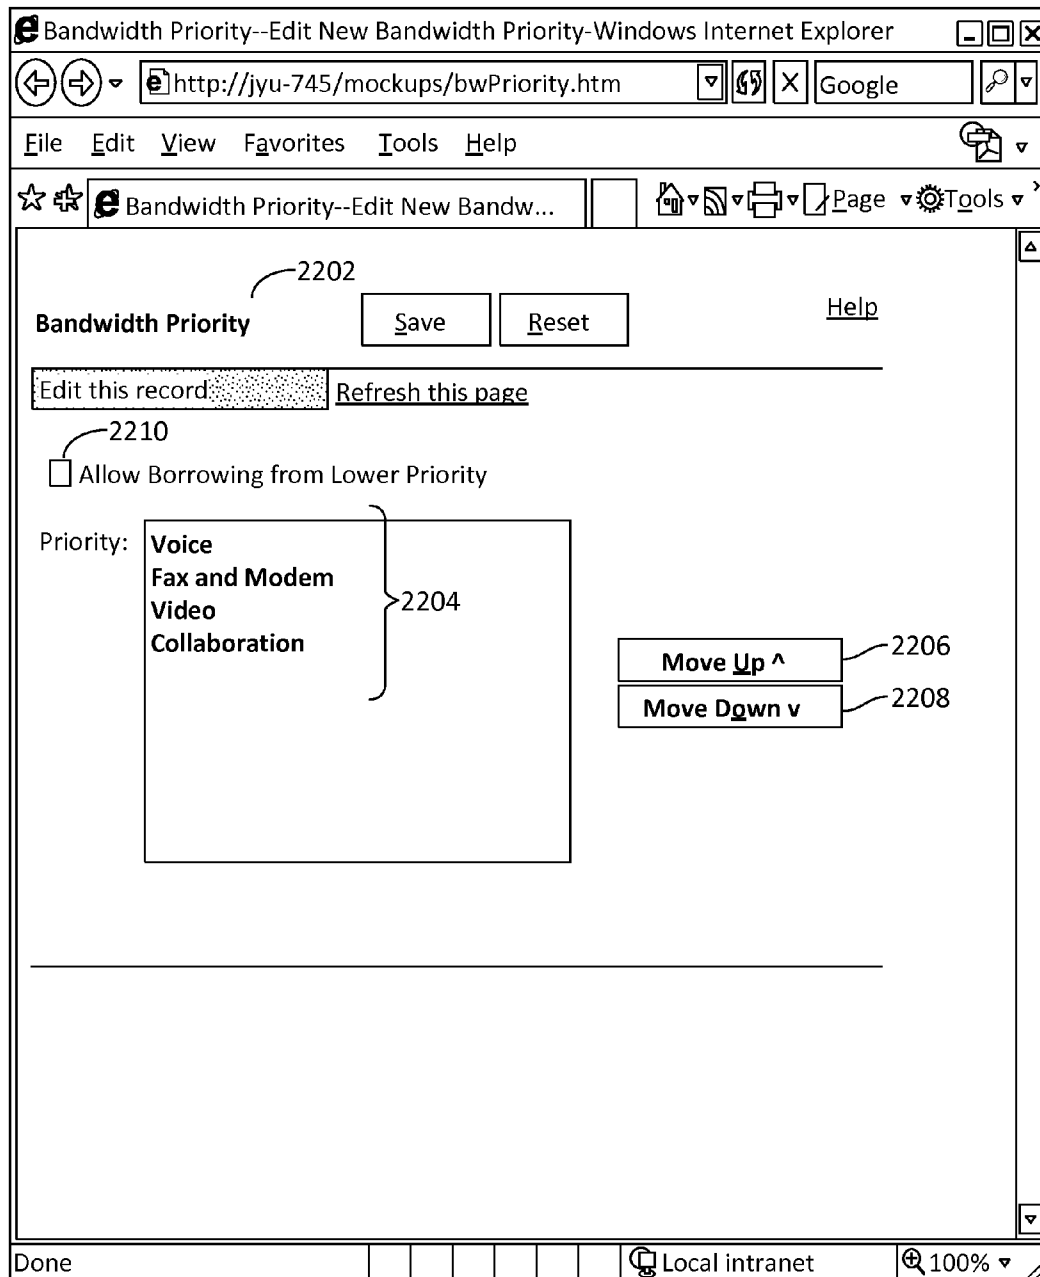 Bandwidth Priority--Edit New Bandwidth Priority-Windows Internet Explorer
http://jyu-745/mockups/bwPriority.htm Google
File Edit View Favorites Tools Help
Bandwidth Priority--Edit New Bandw... Page Tools
2202
Bandwidth Priority Save Reset Help
Edit this record Refresh this page
2210
Allow Borrowing from Lower Priority
Priority: Voice
Fax and Modem
Video
Collaboration
2204
Move Up ^ 2206
Move Down v 2208
Done Local intranet 100%